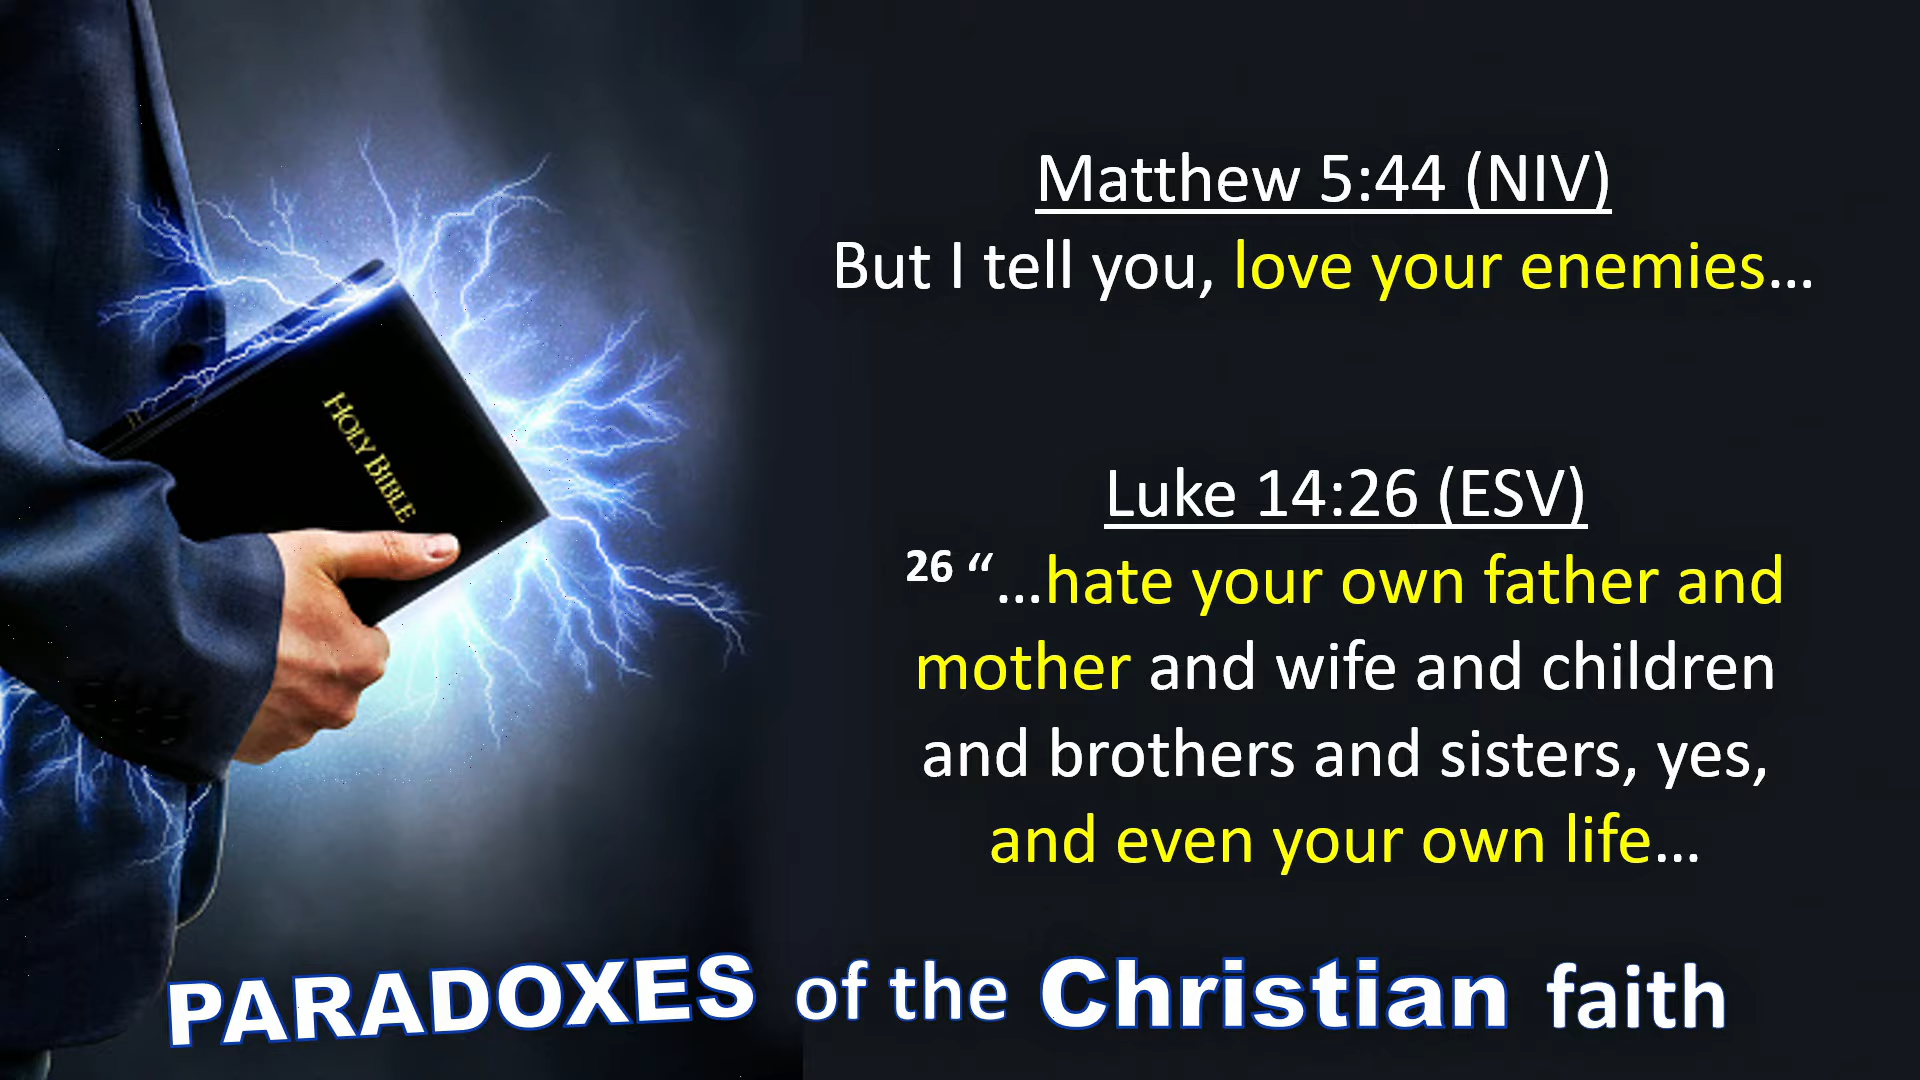 HOLY BIBLE
Matthew 5:44 (NIV)
But I tell you, love your enemies…
Luke 14:26 (ESV)
26 “…hate your own father and
mother and wife and children
and brothers and sisters, yes,
and even your own life…
PARADOXES of the Christian faith